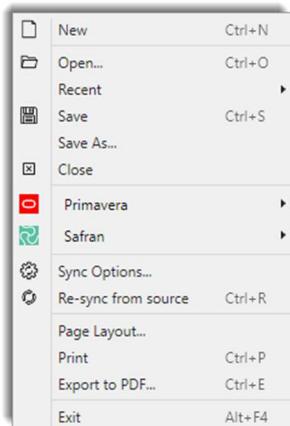 New Ctrl+N
Open... Ctrl+O
Recent
Save Ctrl+S
Save As...
Close
Primavera
Safran
Sync Options...
Re-sync from source Ctrl+R
Page Layout...
Print Ctrl+P
Export to PDF... Ctrl+E
Exit Alt+F4